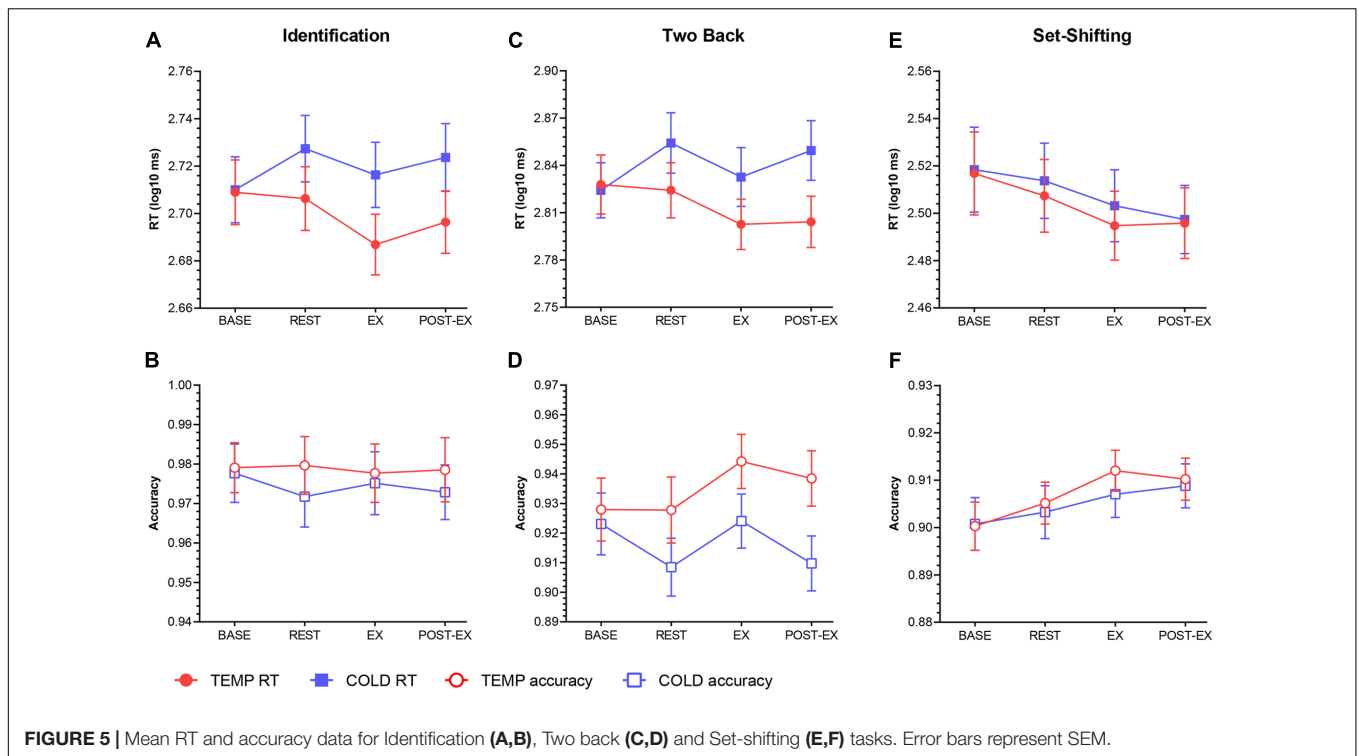 A Identification
C Two Back
E Set-Shifting
RT (log10 ms)
2.76
2.74
2.72
2.70
2.68
2.66
BASE REST EX POST-EX
RT (log10 ms)
2.90
2.87
2.84
2.81
2.78
2.75
BASE REST EX POST-EX
RT (log10 ms)
2.56
2.54
2.52
2.50
2.48
2.46
BASE REST EX POST-EX
B
Accuracy
1.00
0.99
0.98
0.97
0.96
0.95
0.94
BASE REST EX POST-EX
D
Accuracy
0.97
0.96
0.95
0.94
0.93
0.92
0.91
0.90
0.89
BASE REST EX POST-EX
F
Accuracy
0.93
0.92
0.91
0.90
0.89
0.88
BASE REST EX POST-EX
TEMP RT COLD RT TEMP accuracy COLD accuracy
FIGURE 5 | Mean RT and accuracy data for Identification (A,B), Two back (C,D) and Set-shifting (E,F) tasks. Error bars represent SEM.